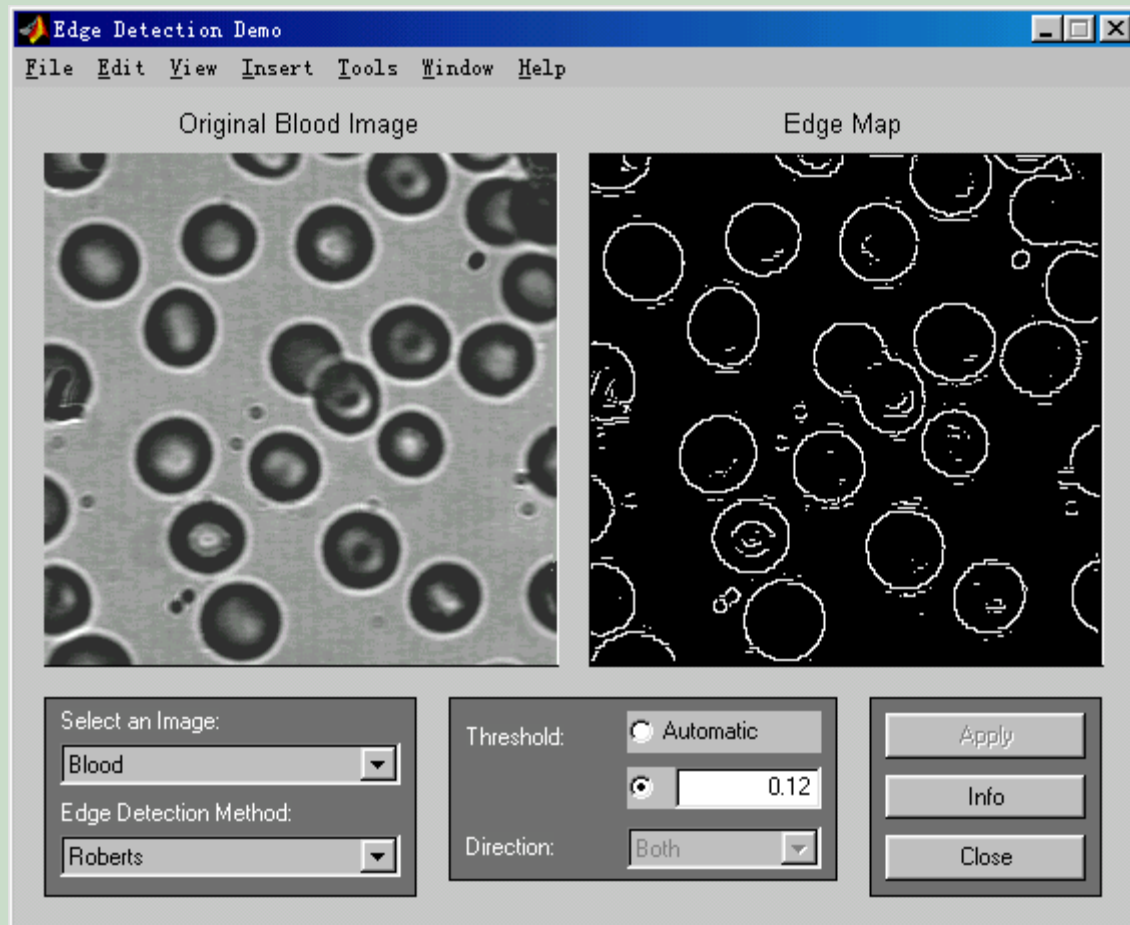 Edge Detection Demo
File Edit View Insert Tools Window Help
Original Blood Image
Edge Map
Select an Image:
Blood
Edge Detection Method:
Roberts
Threshold:
Automatic
0.12
Direction:
Both
Apply
Info
Close